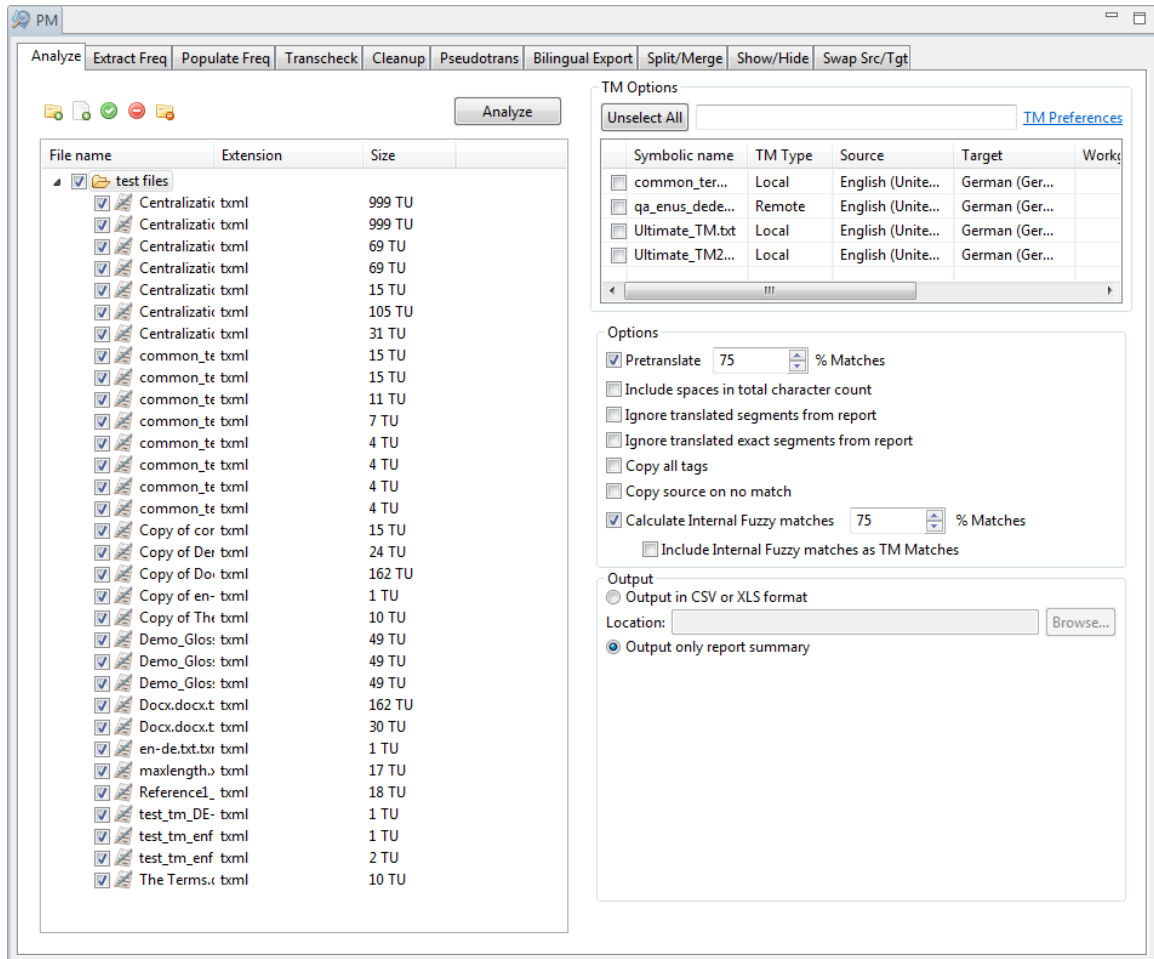 PM
Analyze Extract Freq Populate Freq Transcheck Cleanup Pseudotrans Bilingual Export Split/Merge Show/Hide Swap Src/Tgt
Analyze
File name Extension Size
test files
Centralizatic txml 999 TU
Centralizatic txml 999 TU
Centralizatic txml 69 TU
Centralizatic txml 69 TU
Centralizatic txml 15 TU
Centralizatic txml 105 TU
Centralizatic txml 31 TU
common_te txml 15 TU
common_te txml 15 TU
common_te txml 11 TU
common_te txml 7 TU
common_te txml 4 TU
common_te txml 4 TU
common_te txml 4 TU
common_te txml 4 TU
Copy of cor txml 15 TU
Copy of Der txml 24 TU
Copy of Do txml 162 TU
Copy of en- txml 1 TU
Copy of The txml 10 TU
Demo_Glos: txml 49 TU
Demo_Glos: txml 49 TU
Demo_Glos: txml 49 TU
Docx.docx.t txml 162 TU
Docx.docx.t txml 30 TU
en-de.txt.txr txml 1 TU
maxlength.x txml 17 TU
Reference1_ txml 18 TU
test_tm_DE- txml 1 TU
test_tm_enf txml 1 TU
test_tm_enf txml 2 TU
The Terms.c txml 10 TU
TM Options
Unselect All TM Preferences
Symbolic name TM Type Source Target Workg
common_ter... Local English (Unite... German (Ger...
qa_enus_dede... Remote English (Unite... German (Ger...
Ultimate_TM.txt Local English (Unite... German (Ger...
Ultimate_TM2... Local English (Unite... German (Ger...
Options
Pretranslate 75 % Matches
Include spaces in total character count
Ignore translated segments from report
Ignore translated exact segments from report
Copy all tags
Copy source on no match
Calculate Internal Fuzzy matches 75 % Matches
Include Internal Fuzzy matches as TM Matches
Output
Output in CSV or XLS format
Location: Browse...
Output only report summary